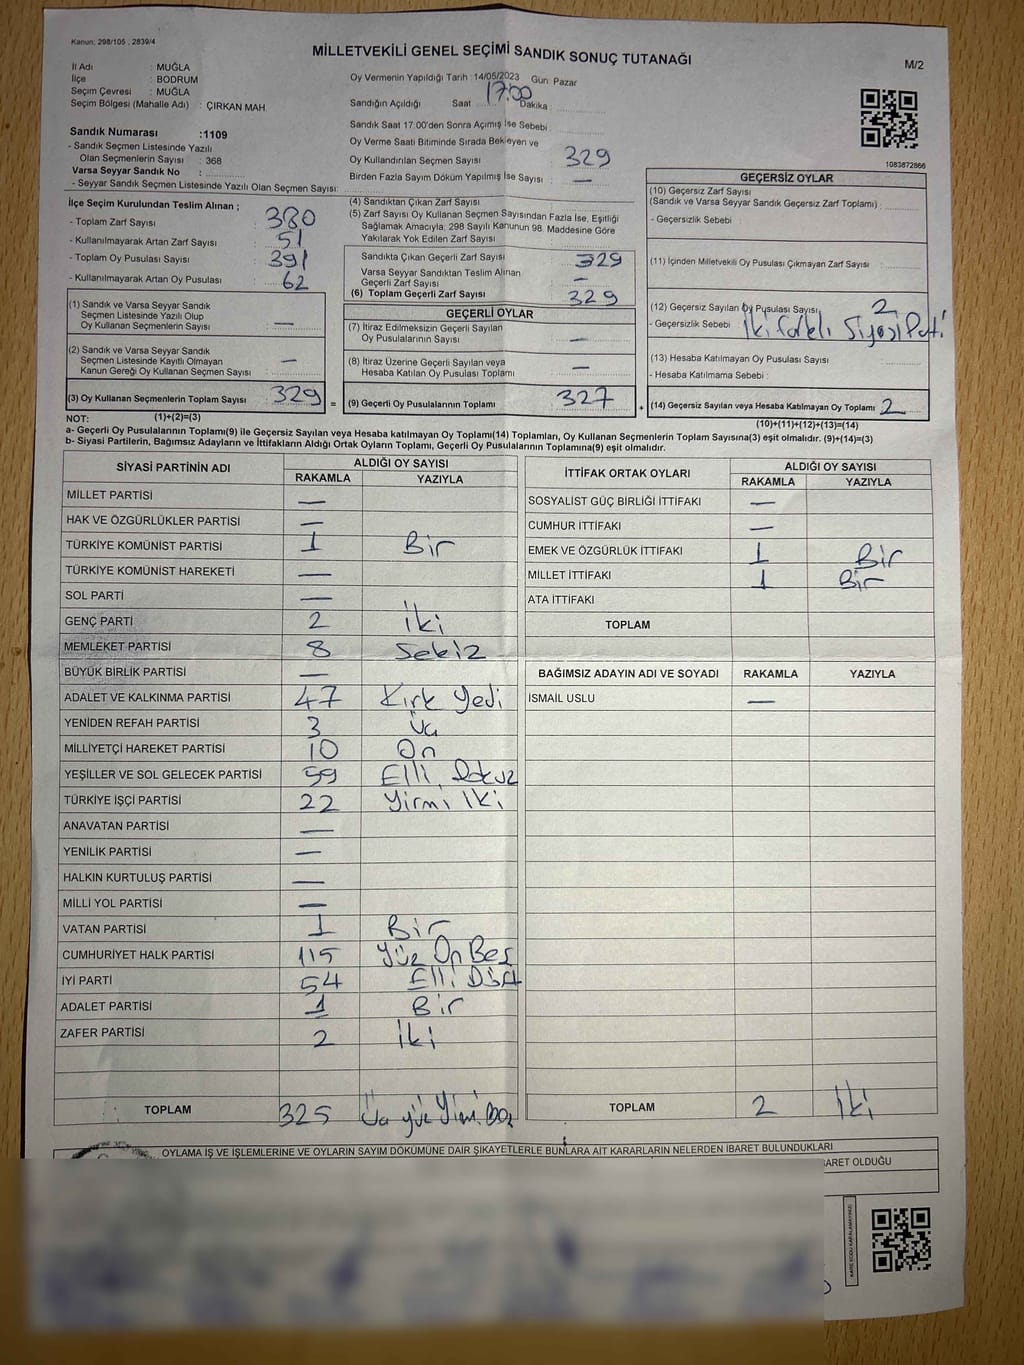 Kanun; 298/105 , 2839/4
MİLLETVEKİLİ GENEL SEÇİMİ SANDIK SONUÇ TUTANAĞI
M/2
İl Adı : MUĞLA
İlçe : BODRUM
Seçim Çevresi : MUĞLA
Seçim Bölgesi (Mahalle Adı) : ÇIRKAN MAH
Sandık Numarası :1109
- Sandık Seçmen Listesinde Yazılı
Olan Seçmenlerin Sayısı : 368
Varsa Seyyar Sandık No :
- Seyyar Sandık Seçmen Listesinde Yazılı Olan Seçmen Sayısı:
Oy Vermenin Yapıldığı Tarih :14/05/2023 Gün Pazar
Sandığın Açıldığı Saat 17:00 Dakika
Sandık Saat 17:00'den Sonra Açımış İse Sebebi
Oy Verme Saati Bitiminde Sırada Bekleyen ve
Oy Kullandırılan Seçmen Sayısı 329
Birden Fazla Sayım Döküm Yapılmış İse Sayısı : —
1083872866
İlçe Seçim Kurulundan Teslim Alınan ;
- Toplam Zarf Sayısı : 380
- Kullanılmayarak Artan Zarf Sayısı : 51
- Toplam Oy Pusulası Sayısı : 391
- Kullanılmayarak Artan Oy Pusulası : 62
(1) Sandık ve Varsa Seyyar Sandık
Seçmen Listesinde Yazılı Olup
Oy Kullanan Seçmenlerin Sayısı : —
(2) Sandık ve Varsa Seyyar Sandık
Seçmen Listesinde Kayıtlı Olmayan
Kanun Gereği Oy Kullanan Seçmen Sayısı : —
(3) Oy Kullanan Seçmenlerin Toplam Sayısı 329 =
(4) Sandıktan Çıkan Zarf Sayısı
(5) Zarf Sayısı Oy Kullanan Seçmen Sayısından Fazla İse, Eşitliği
Sağlamak Amacıyla; 298 Sayılı Kanunun 98. Maddesine Göre
Yakılarak Yok Edilen Zarf Sayısı
Sandıkta Çıkan Geçerli Zarf Sayısı 329
Varsa Seyyar Sandıktan Teslim Alınan
Geçerli Zarf Sayısı : —
(6) Toplam Geçerli Zarf Sayısı 329
GEÇERLİ OYLAR
(7) İtiraz Edilmeksizin Geçerli Sayılan
Oy Pusulalarının Sayısı —
(8) İtiraz Üzerine Geçerli Sayılan veya
Hesaba Katılan Oy Pusulası Toplamı —
(9) Geçerli Oy Pusulalarının Toplamı 327 +
GEÇERSİZ OYLAR
(10) Geçersiz Zarf Sayısı
(Sandık ve Varsa Seyyar Sandık Geçersiz Zarf Toplamı) :
- Geçersizlik Sebebi :
(11) İçinden Milletvekili Oy Pusulası Çıkmayan Zarf Sayısı
(12) Geçersiz Sayılan Oy Pusulası Sayısı 2
- Geçersizlik Sebebi : İki farklı Siyasi Parti
(13) Hesaba Katılmayan Oy Pusulası Sayısı
- Hesaba Katılmama Sebebi :
(14) Geçersiz Sayılan veya Hesaba Katılmayan Oy Toplamı 2
NOT: (1)+(2)=(3)
(10)+(11)+(12)+(13)=(14)
a- Geçerli Oy Pusulalarının Toplamı(9) ile Geçersiz Sayılan veya Hesaba katılmayan Oy Toplamı(14) Toplamları, Oy Kullanan Seçmenlerin Toplam Sayısına(3) eşit olmalıdır. (9)+(14)=(3)
b- Siyasi Partilerin, Bağımsız Adayların ve İttifakların Aldığı Ortak Oyların Toplamı, Geçerli Oy Pusulalarının Toplamına(9) eşit olmalıdır.
SİYASİ PARTİNİN ADI ALDIĞI OY SAYISI
RAKAMLA YAZIYLA
MİLLET PARTİSİ —
HAK VE ÖZGÜRLÜKLER PARTİSİ —
TÜRKİYE KOMÜNİST PARTİSİ 1 Bir
TÜRKİYE KOMÜNİST HAREKETİ —
SOL PARTİ —
GENÇ PARTİ 2 İki
MEMLEKET PARTİSİ 8 Sekiz
BÜYÜK BİRLİK PARTİSİ —
ADALET VE KALKINMA PARTİSİ 47 Kırk Yedi
YENİDEN REFAH PARTİSİ 3 Üç
MİLLİYETÇİ HAREKET PARTİSİ 10 On
YEŞİLLER VE SOL GELECEK PARTİSİ 59 Elli Dokuz
TÜRKİYE İŞÇİ PARTİSİ 22 Yirmi İki
ANAVATAN PARTİSİ —
YENİLİK PARTİSİ —
HALKIN KURTULUŞ PARTİSİ —
MİLLİ YOL PARTİSİ —
VATAN PARTİSİ 1 Bir
CUMHURİYET HALK PARTİSİ 115 Yüz On Beş
İYİ PARTİ 54 Elli Dört
ADALET PARTİSİ 1 Bir
ZAFER PARTİSİ 2 İki
TOPLAM 325 Üç yüz Yirmi Beş
İTTİFAK ORTAK OYLARI ALDIĞI OY SAYISI
RAKAMLA YAZIYLA
SOSYALİST GÜÇ BİRLİĞİ İTTİFAKI —
CUMHUR İTTİFAKI —
EMEK VE ÖZGÜRLÜK İTTİFAKI 1 Bir
MİLLET İTTİFAKI 1 Bir
ATA İTTİFAKI
TOPLAM
BAĞIMSIZ ADAYIN ADI VE SOYADI RAKAMLA YAZIYLA
İSMAİL USLU —
TOPLAM 2 İki
OYLAMA İŞ VE İŞLEMLERİNE VE OYLARIN SAYIM DÖKÜMÜNE DAİR ŞİKAYETLERLE BUNLARA AİT KARARLARIN NELERDEN İBARET BULUNDUKLARI
BARET OLDUĞU